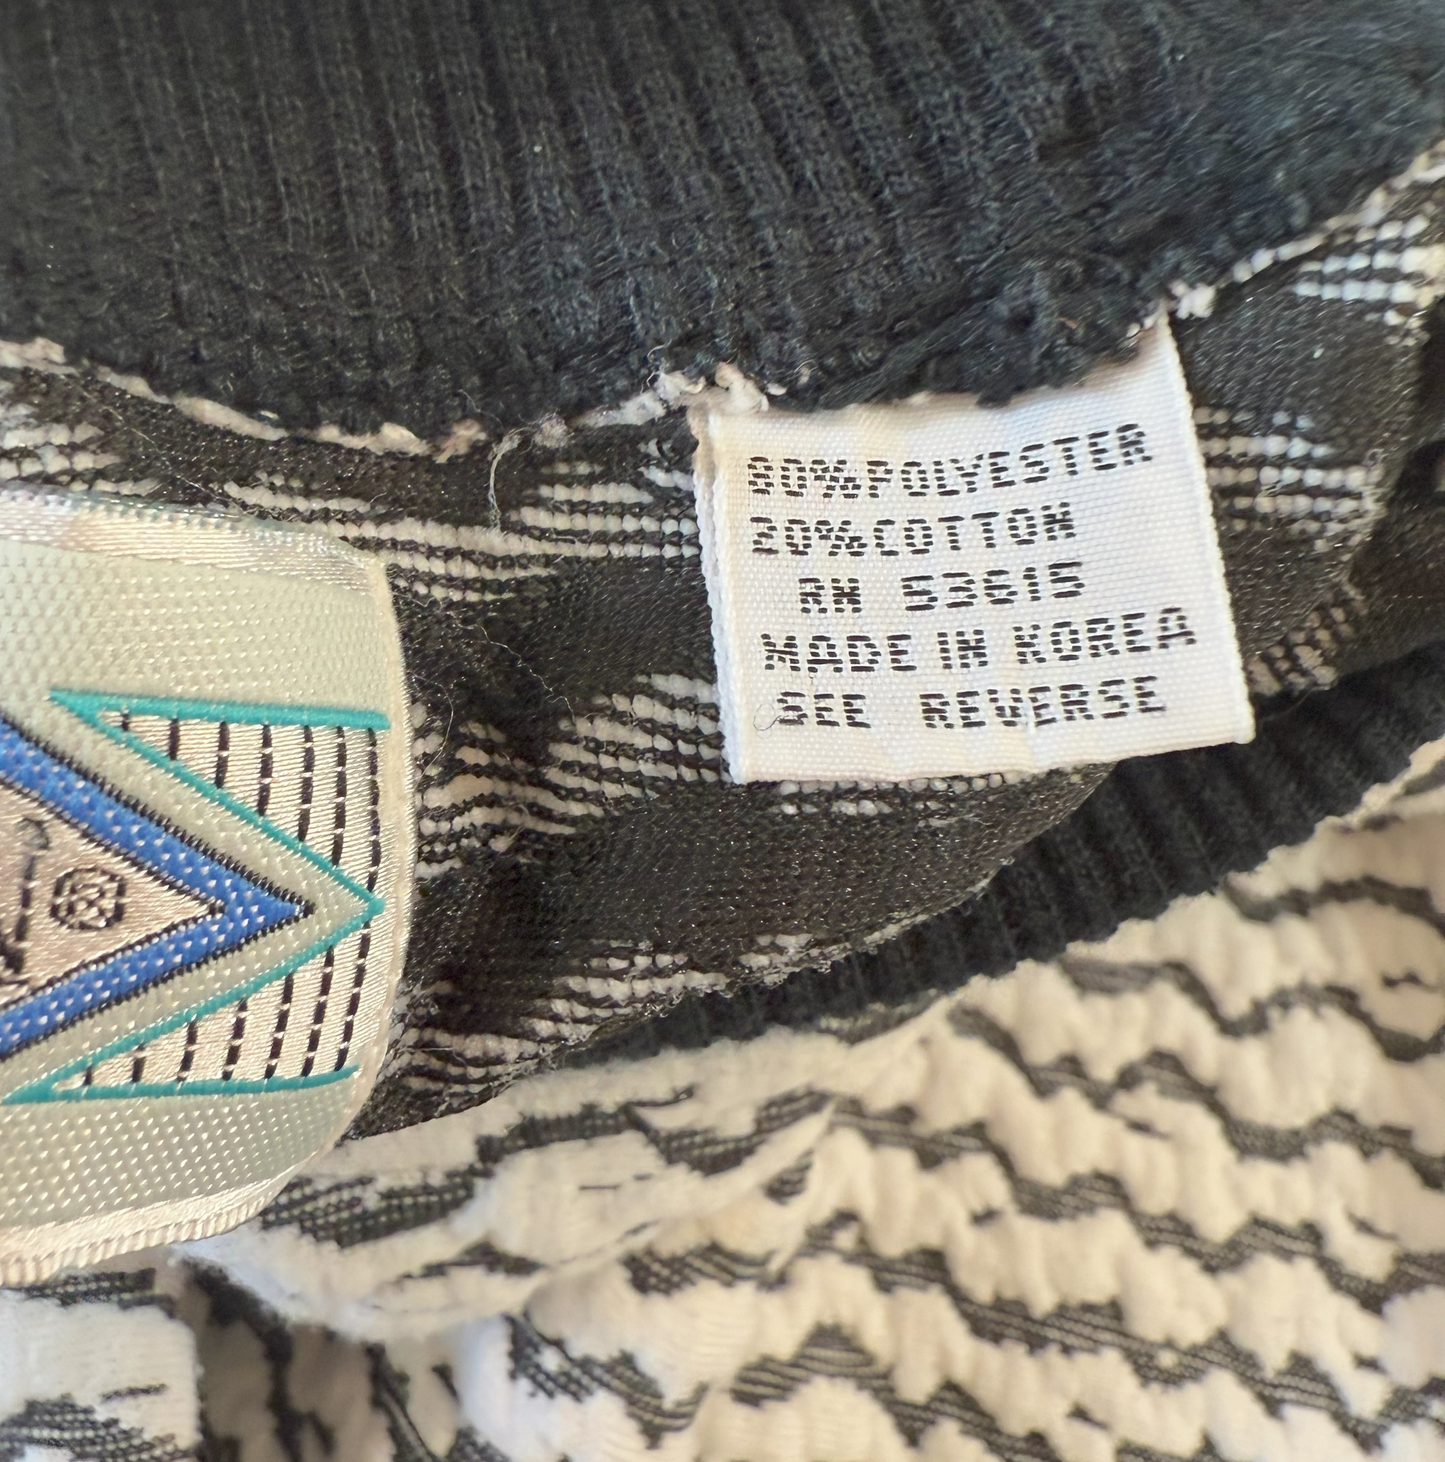 80%POLYESTER
20%COTTON
RN 53615
MADE IN KOREA
SEE REVERSE
®